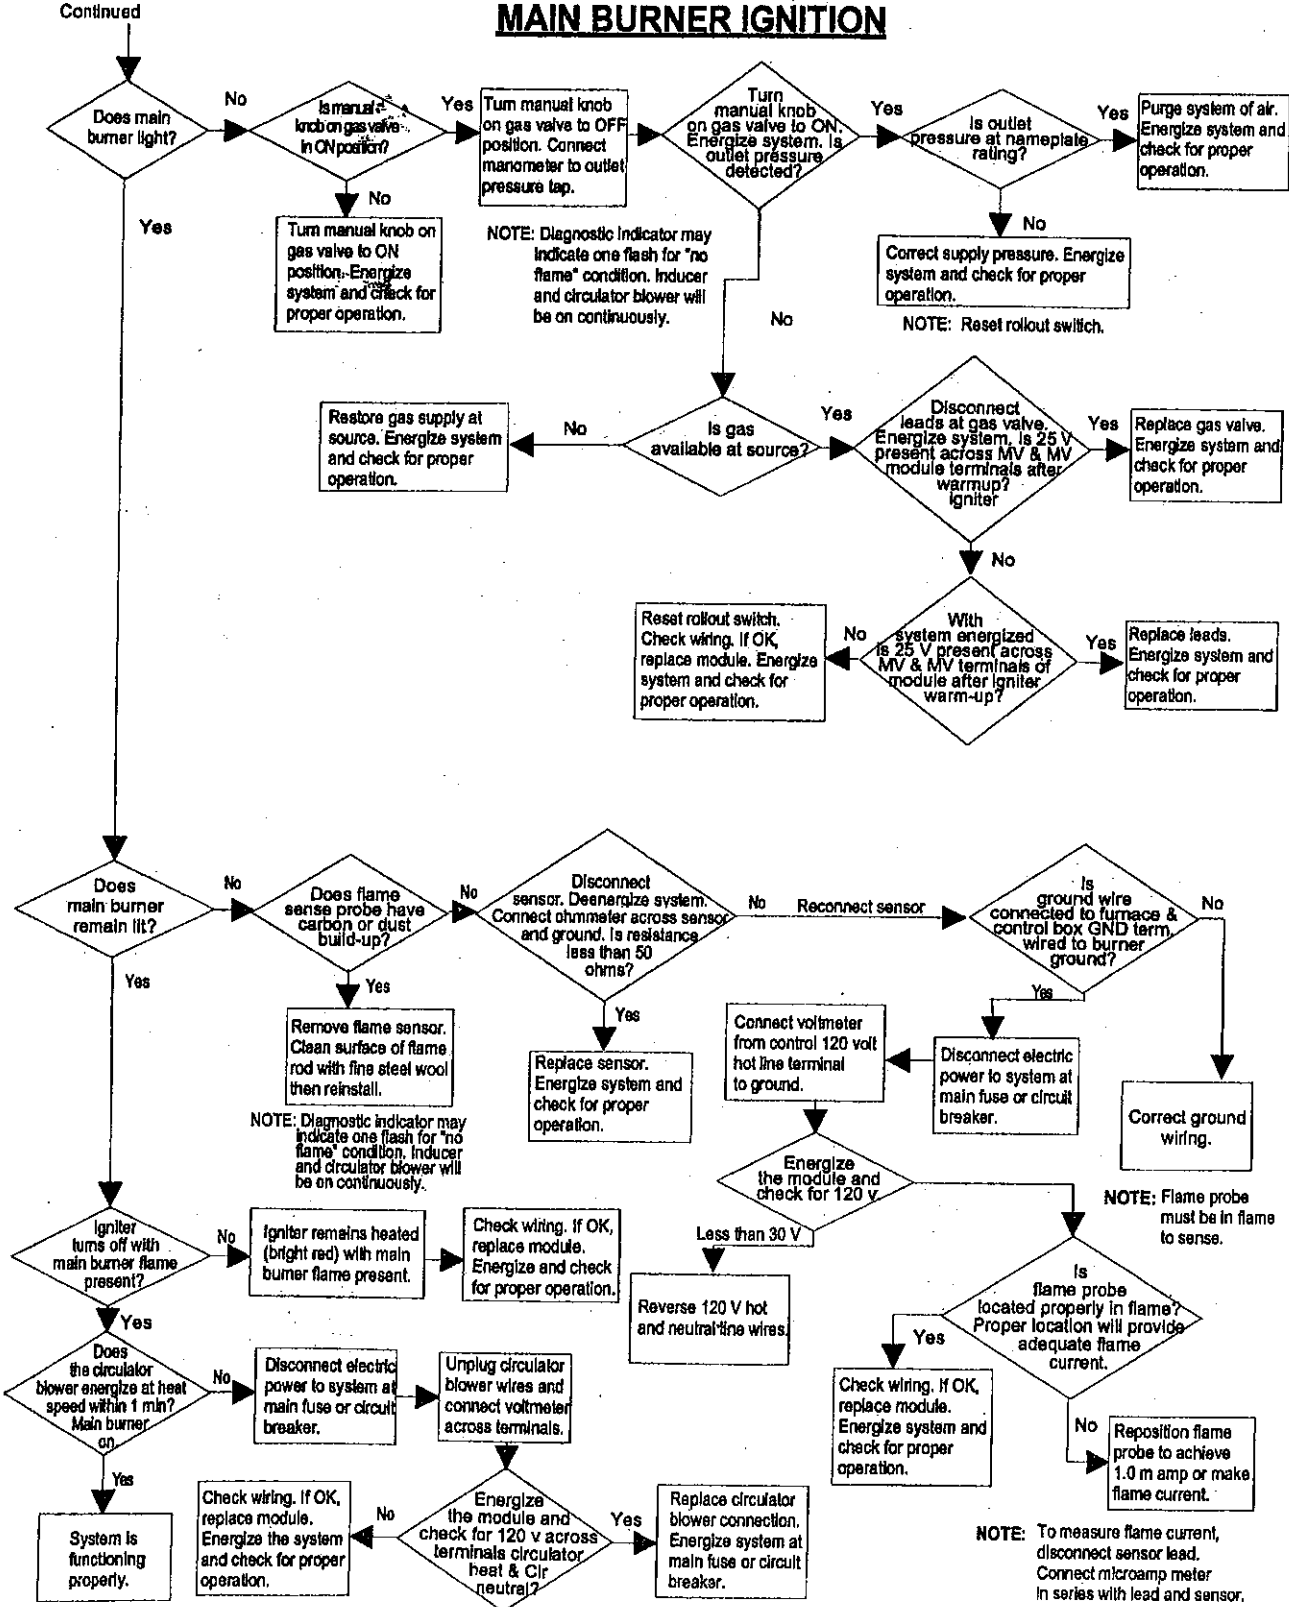 Continued
MAIN BURNER IGNITION
Does main
burner light?
No
Is manual
knob on gas valve
in ON position?
Yes
Turn manual knob
on gas valve to OFF
position. Connect
manometer to outlet
pressure tap.
Turn
manual knob
on gas valve to ON.
Energize system. Is
outlet pressure
detected?
Yes
Is outlet
pressure at nameplate
rating?
Yes
Purge system of air.
Energize system and
check for proper
operation.
Yes
No
Turn manual knob on
gas valve to ON
position. Energize
system and check for
proper operation.
NOTE: Diagnostic Indicator may
indicate one flash for "no
flame" condition. Inducer
and circulator blower will
be on continuously.
No
No
Correct supply pressure. Energize
system and check for proper
operation.
NOTE: Reset rollout switch.
Restore gas supply at
source. Energize system
and check for proper
operation.
No
Is gas
available at source?
Yes
Disconnect
leads at gas valve.
Energize system. Is 25 V
present across MV & MV
module terminals after
warmup?
igniter
Yes
Replace gas valve.
Energize system and
check for proper
operation.
No
Reset rollout switch.
Check wiring. If OK,
replace module. Energize
system and check for
proper operation.
No
With
system energized
is 25 V present across
MV & MV terminals of
module after igniter
warm-up?
Yes
Replace leads.
Energize system and
check for proper
operation.
Does
main burner
remain lit?
No
Does flame
sense probe have
carbon or dust
build-up?
No
Disconnect
sensor. Deenergize system.
Connect ohmmeter across sensor
and ground. Is resistance
less than 50
ohms?
No
Reconnect sensor
Is
ground wire
connected to furnace &
control box GND term,
wired to burner
ground?
No
Yes
Yes
Remove flame sensor.
Clean surface of flame
rod with fine steel wool
then reinstall.
NOTE: Diagnostic indicator may
indicate one flash for "no
flame" condition. Inducer
and circulator blower will
be on continuously.
Yes
Replace sensor.
Energize system and
check for proper
operation.
Yes
Connect voltmeter
from control 120 volt
hot line terminal
to ground.
Disconnect electric
power to system at
main fuse or circuit
breaker.
Correct ground
wiring.
NOTE: Flame probe
must be in flame
to sense.
Energize
the module and
check for 120 v.
Less than 30 V
Reverse 120 V hot
and neutral line wires.
Is
flame probe
located properly in flame?
Proper location will provide
adequate flame
current.
Yes
Check wiring. If OK,
replace module.
Energize system and
check for proper
operation.
No
Reposition flame
probe to achieve
1.0 m amp or make
flame current.
NOTE: To measure flame current,
disconnect sensor lead.
Connect microamp meter
in series with lead and sensor.
Igniter
turns off with
main burner flame
present?
No
Igniter remains heated
(bright red) with main
burner flame present.
Check wiring. If OK,
replace module.
Energize and check
for proper operation.
Yes
Does
the circulator
blower energize at heat
speed within 1 min?
Main burner
on.
No
Disconnect electric
power to system at
main fuse or circuit
breaker.
Unplug circulator
blower wires and
connect voltmeter
across terminals.
Yes
System is
functioning
properly.
Check wiring. If OK,
replace module.
Energize the system
and check for proper
operation.
No
Energize
the module and
check for 120 v across
terminals circulator
heat & Cir
neutral?
Yes
Replace circulator
blower connection.
Energize system at
main fuse or circuit
breaker.